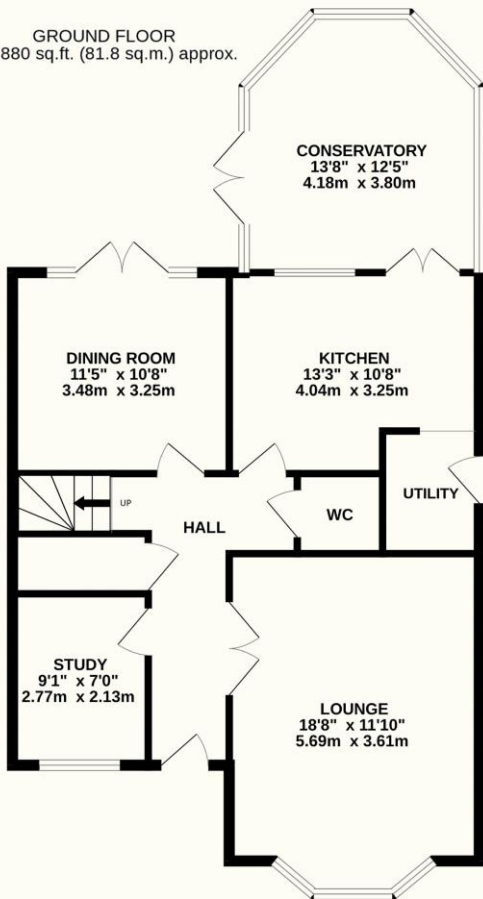 GROUND FLOOR
880 sq.ft. (81.8 sq.m.) approx.
CONSERVATORY
13'8" x 12'5"
4.18m x 3.80m
DINING ROOM
11'5" x 10'8"
3.48m x 3.25m
KITCHEN
13'3" x 10'8"
4.04m x 3.25m
UP
HALL
WC
UTILITY
STUDY
9'1" x 7'0"
2.77m x 2.13m
LOUNGE
18'8" x 11'10"
5.69m x 3.61m